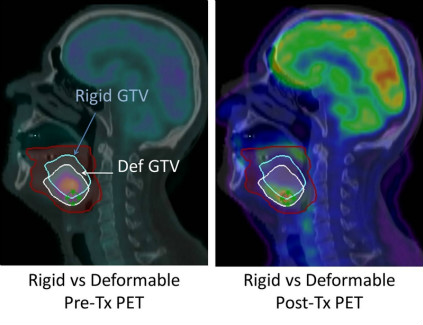 Rigid GTV
Def GTV
Rigid vs Deformable
Pre-Tx PET
Rigid vs Deformable
Post-Tx PET